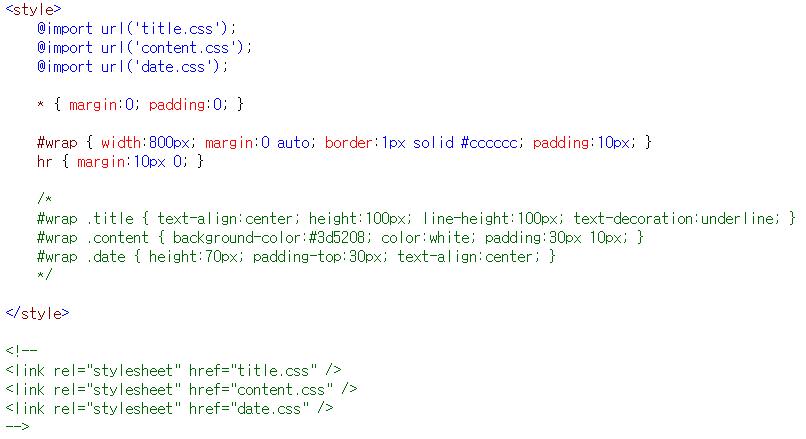 <style>
@import url('title.css');
@import url('content.css');
@import url('date.css');
* { margin:0; padding:0; }
#wrap { width:800px; margin:0 auto; border:1px solid #cccccc; padding:10px; }
hr { margin:10px 0; }
/*
#wrap .title { text-align:center; height:100px; line-height:100px; text-decoration:underline; }
#wrap .content { background-color:#3d5208; color:white; padding:30px 10px; }
#wrap .date { height:70px; padding-top:30px; text-align:center; }
*/
</style>
<!--
<link rel="stylesheet" href="title.css" />
<link rel="stylesheet" href="content.css" />
<link rel="stylesheet" href="date.css" />
-->